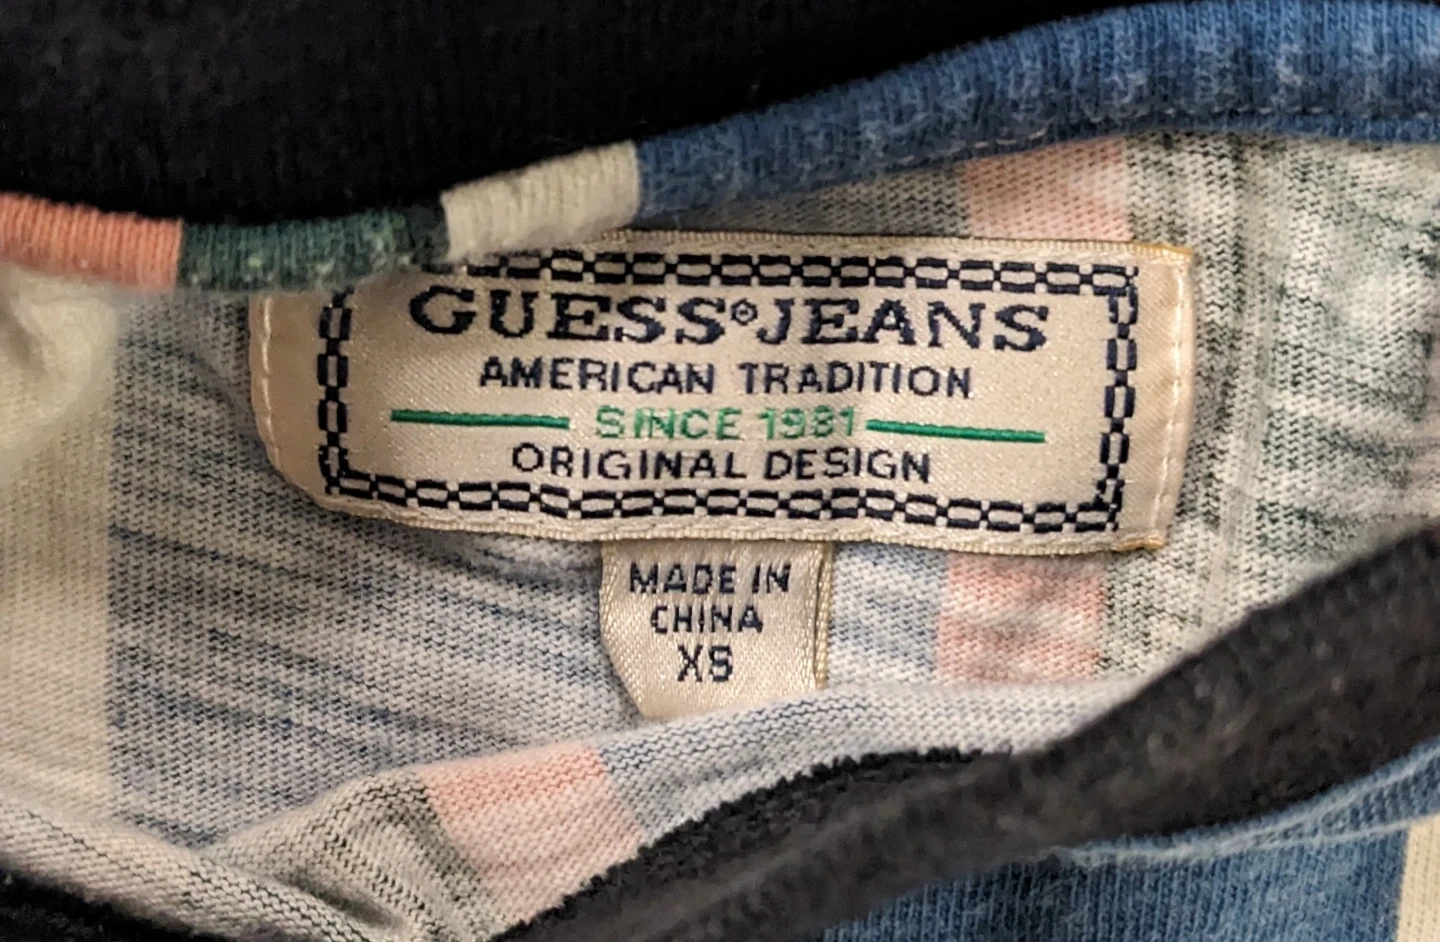 GUESS®JEANS
AMERICAN TRADITION
SINCE 1981
ORIGINAL DESIGN
MADE IN
CHINA
XS